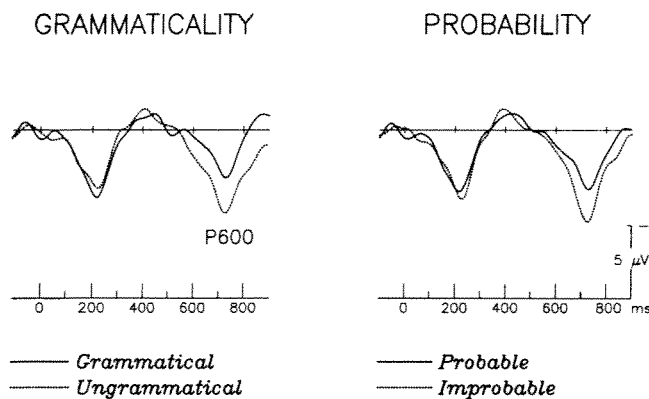 GRAMMATICALITY PROBABILITY
P600
5 μV
0 200 400 600 800 0 200 400 600 800 ms
Grammatical Probable
Ungrammatical Improbable